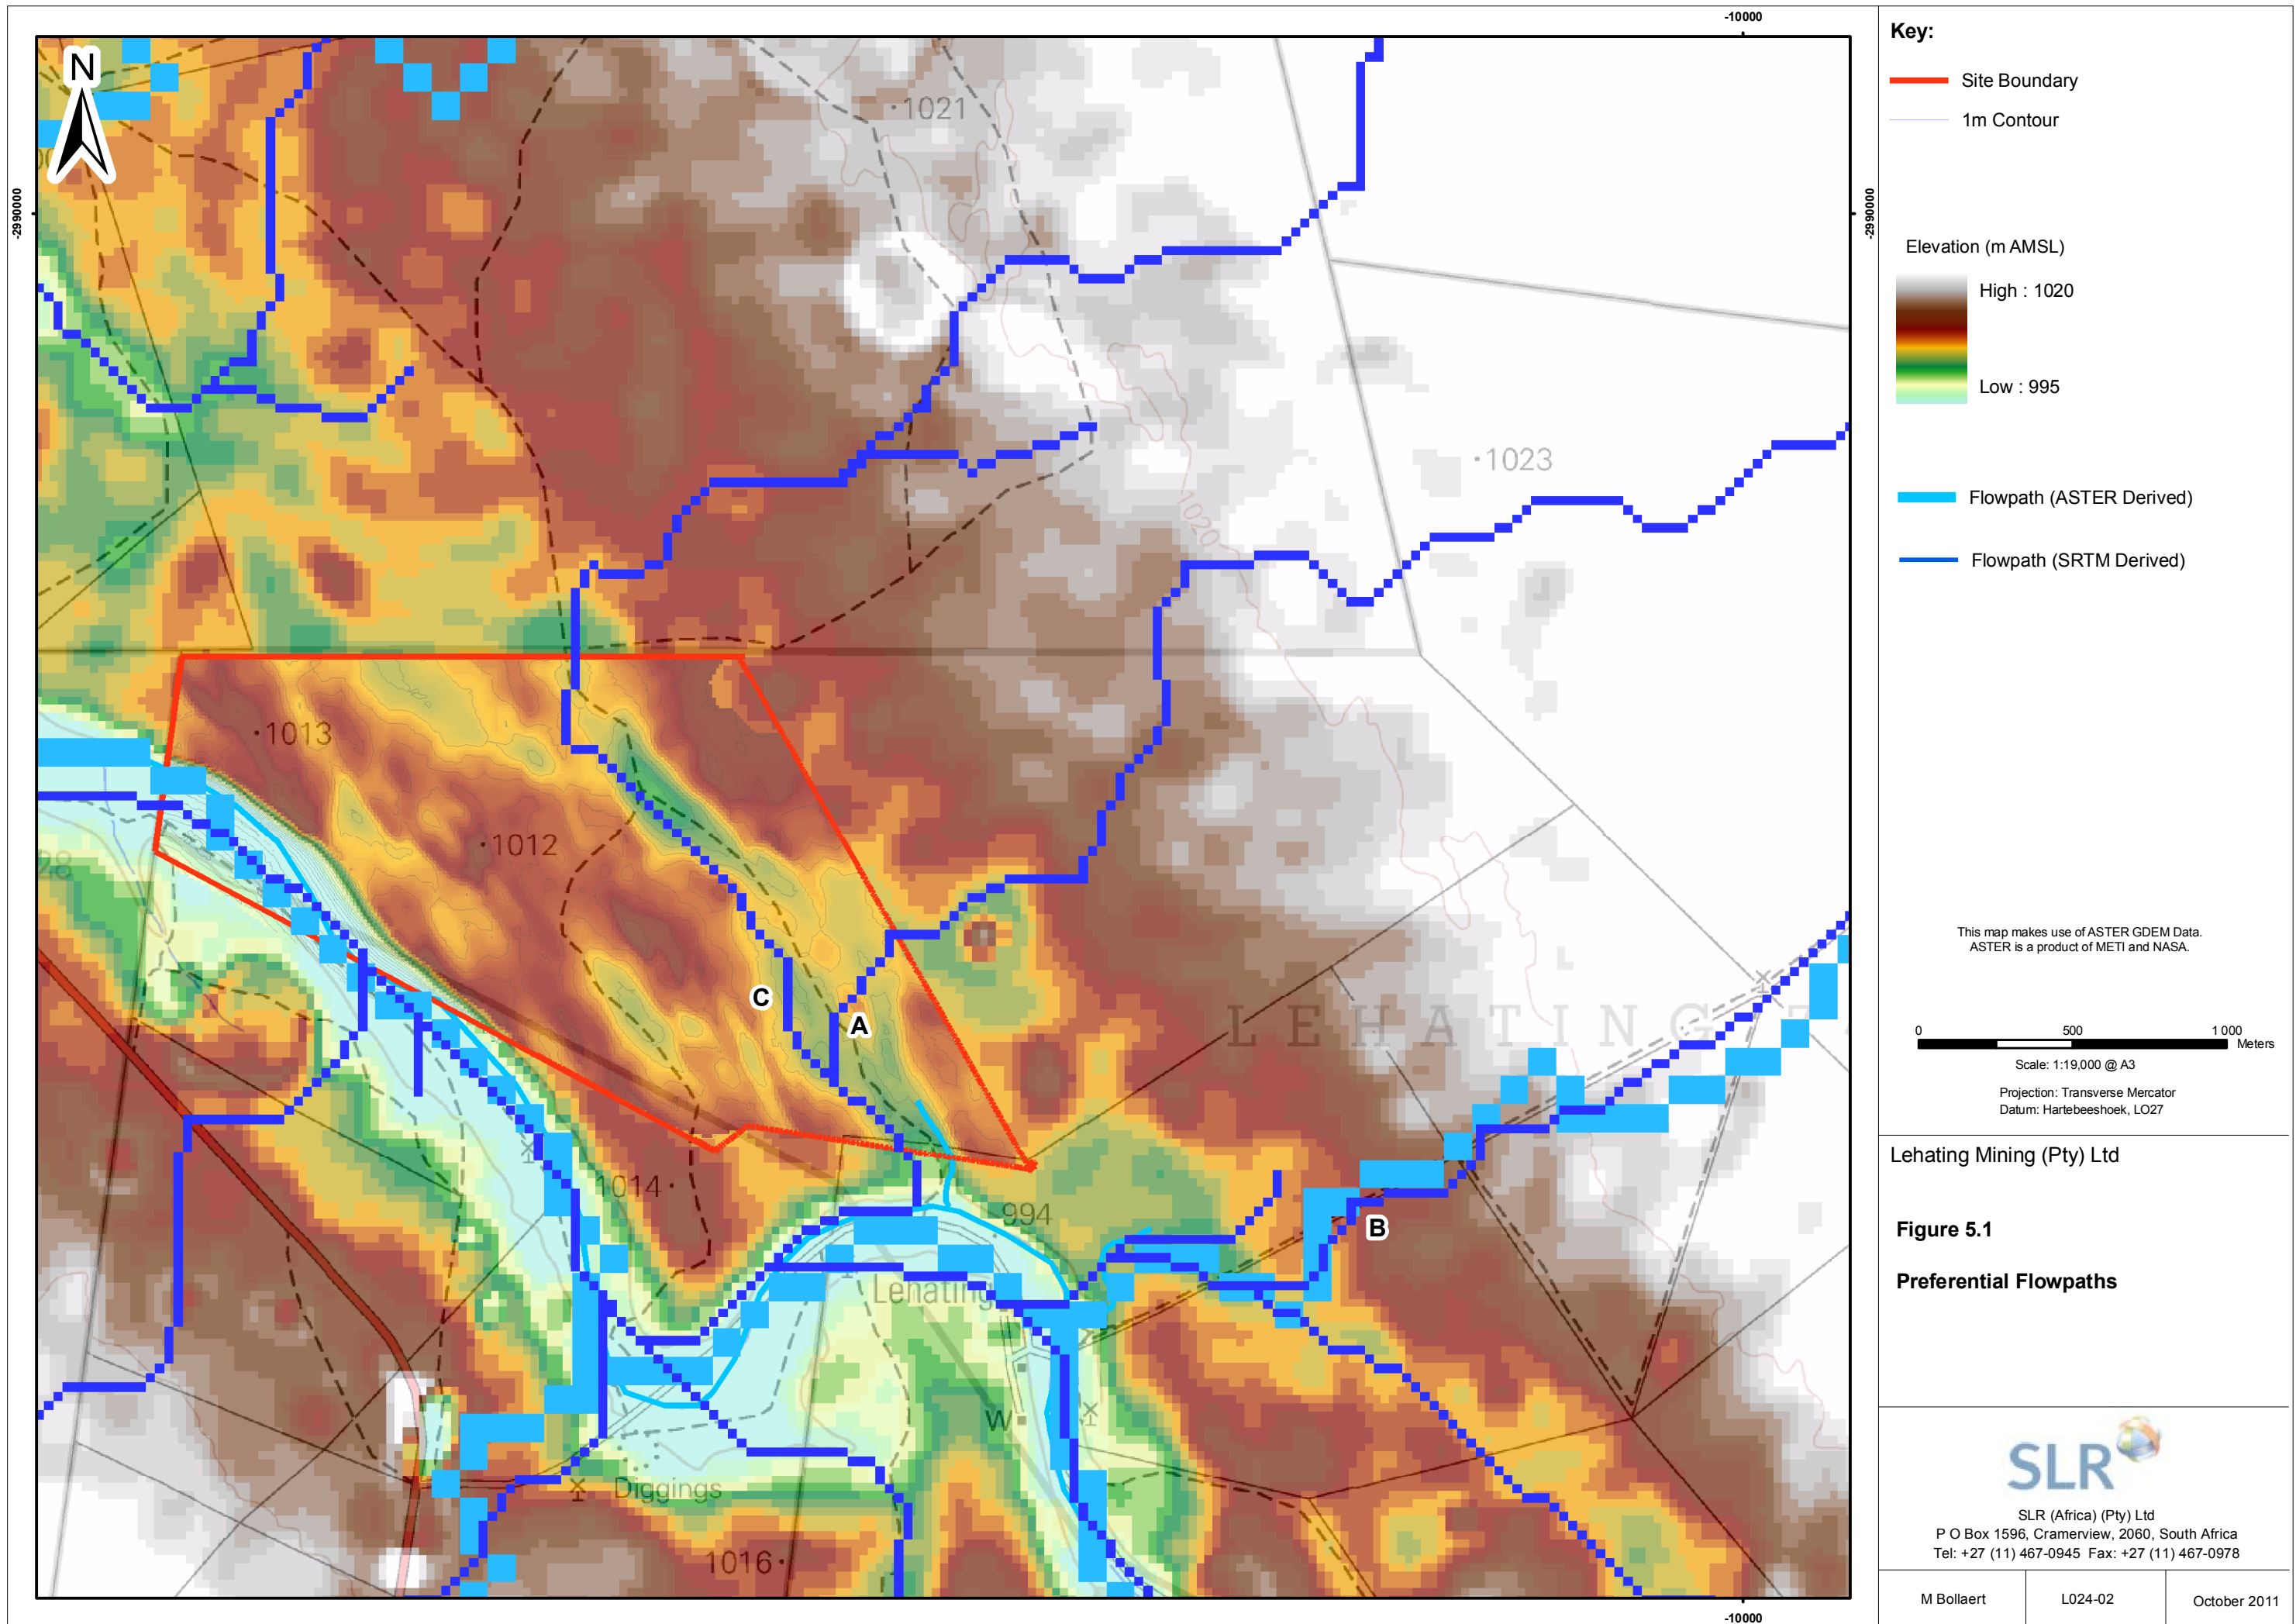 -10000
Key:
N
Site Boundary
1m Contour
1021
-2990000
-2990000
Elevation (m AMSL)
High : 1020
Low : 995
1023
Flowpath (ASTER Derived)
1020
Flowpath (SRTM Derived)
1013
1012
This map makes use of ASTER GDEM Data.
ASTER is a product of METI and NASA.
C
A
LEHATING
0 500 1 000
Meters
Scale: 1:19,000 @ A3
Projection: Transverse Mercator
Datum: Hartebeeshoek, LO27
Lehating Mining (Pty) Ltd
1014
994
B
Figure 5.1
Preferential Flowpaths
Lehating
W
Diggings
SLR
SLR (Africa) (Pty) Ltd
P O Box 1596, Cramerview, 2060, South Africa
Tel: +27 (11) 467-0945 Fax: +27 (11) 467-0978
1016
M Bollaert
L024-02
October 2011
-10000